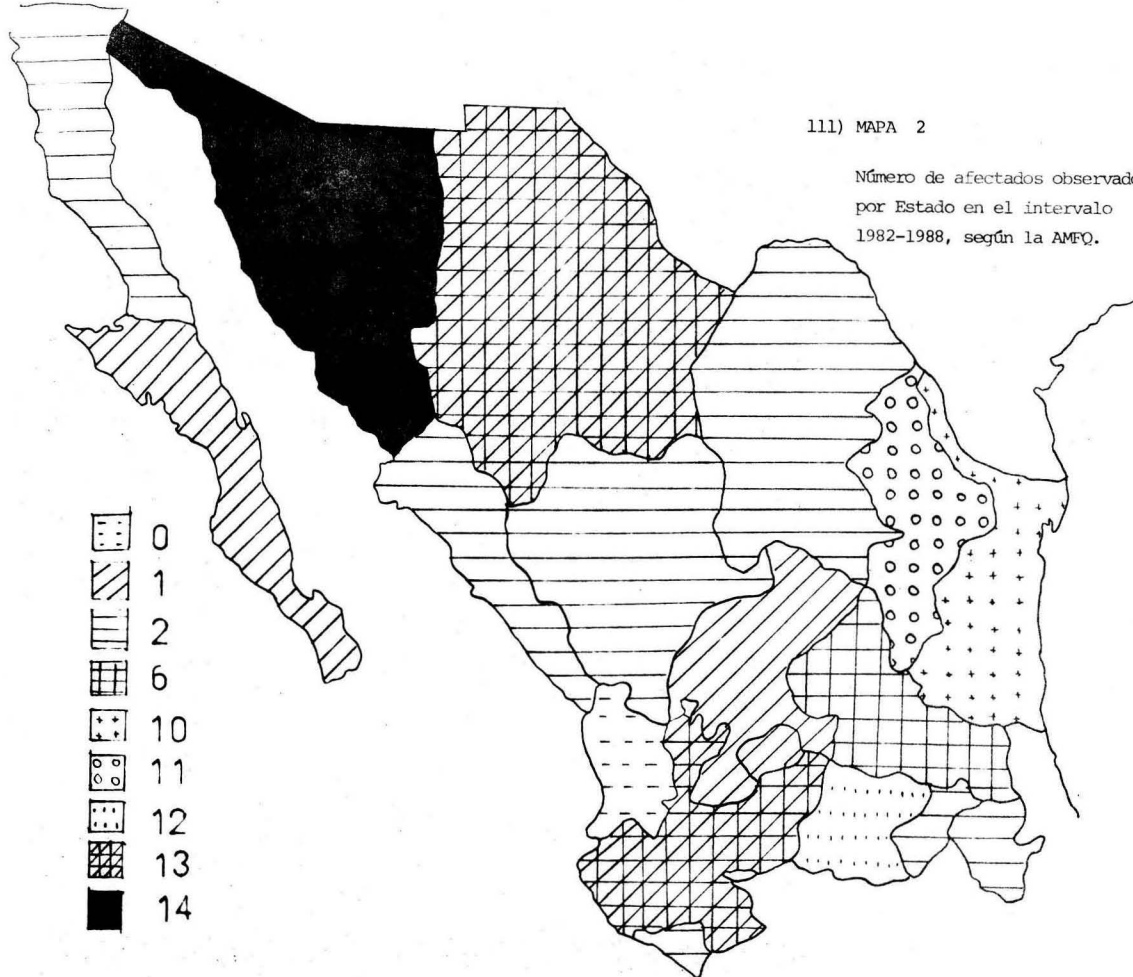 111) MAPA 2
Número de afectados observado
por Estado en el intervalo
1982-1988, según la AMFQ.
0
1
2
6
10
11
12
13
14